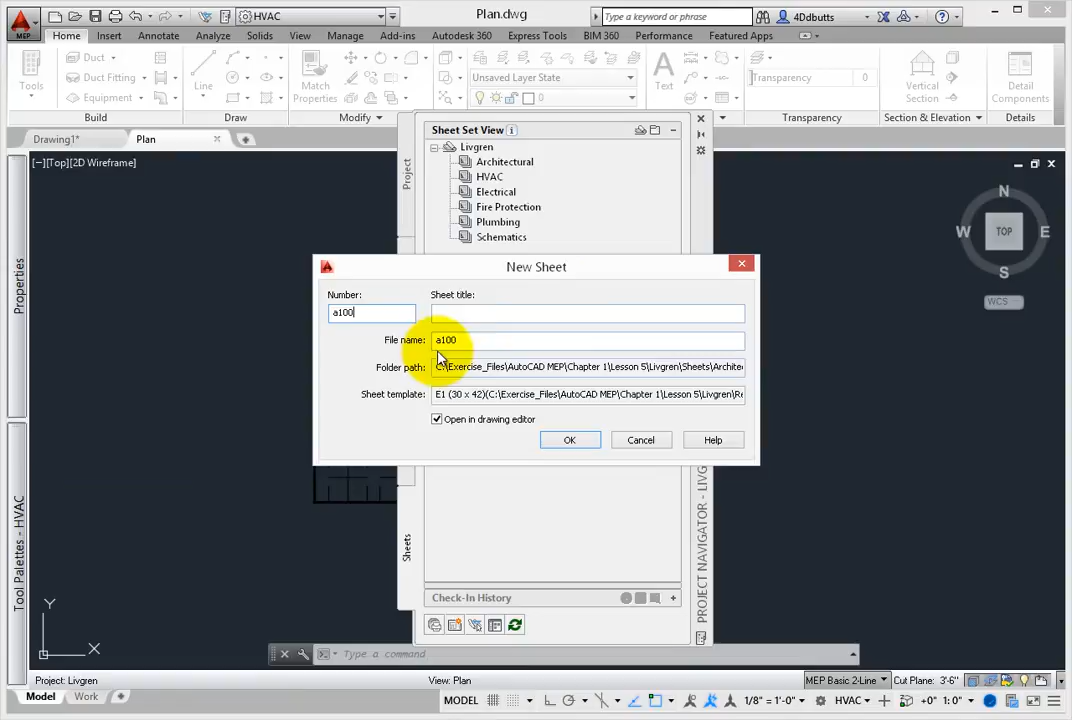 HVAC
Plan.dwg
Type a keyword or phrase
4Ddbutts
MEP
Home Insert Annotate Analyze Solids View Manage Add-ins Autodesk 360 Express Tools BIM 360 Performance Featured Apps
Tools
Duct
Duct Fitting
Equipment
Build
Line
Draw
Match
Properties
Modify
Unsaved Layer State
0
Text
Transparency 0
Transparency
Vertical
Section
Section & Elevation
Detail
Components
Details
Drawing1*
Plan
[−][Top][2D Wireframe]
Properties
Tool Palettes - HVAC
Project
Sheets
Sheet Set View
Livgren
Architectural
HVAC
Electrical
Fire Protection
Plumbing
Schematics
N
W
TOP
E
S
WCS
New Sheet
Number:
Sheet title:
a100
File name:
a100
Folder path:
C:\Exercise_Files\AutoCAD MEP\Chapter 1\Lesson 5\Livgren\Sheets\Archite
Sheet template:
E1 (30 x 42)(C:\Exercise_Files\AutoCAD MEP\Chapter 1\Lesson 5\Livgren\Re
Open in drawing editor
OK
Cancel
Help
PROJECT NAVIGATOR - LIVG
Check-In History
Y
X
Type a command
Project: Livgren
View: Plan
MEP Basic 2-Line
Cut Plane: 3'-6"
Model
Work
MODEL
1/8" = 1'-0"
HVAC
+0" 1: 0"